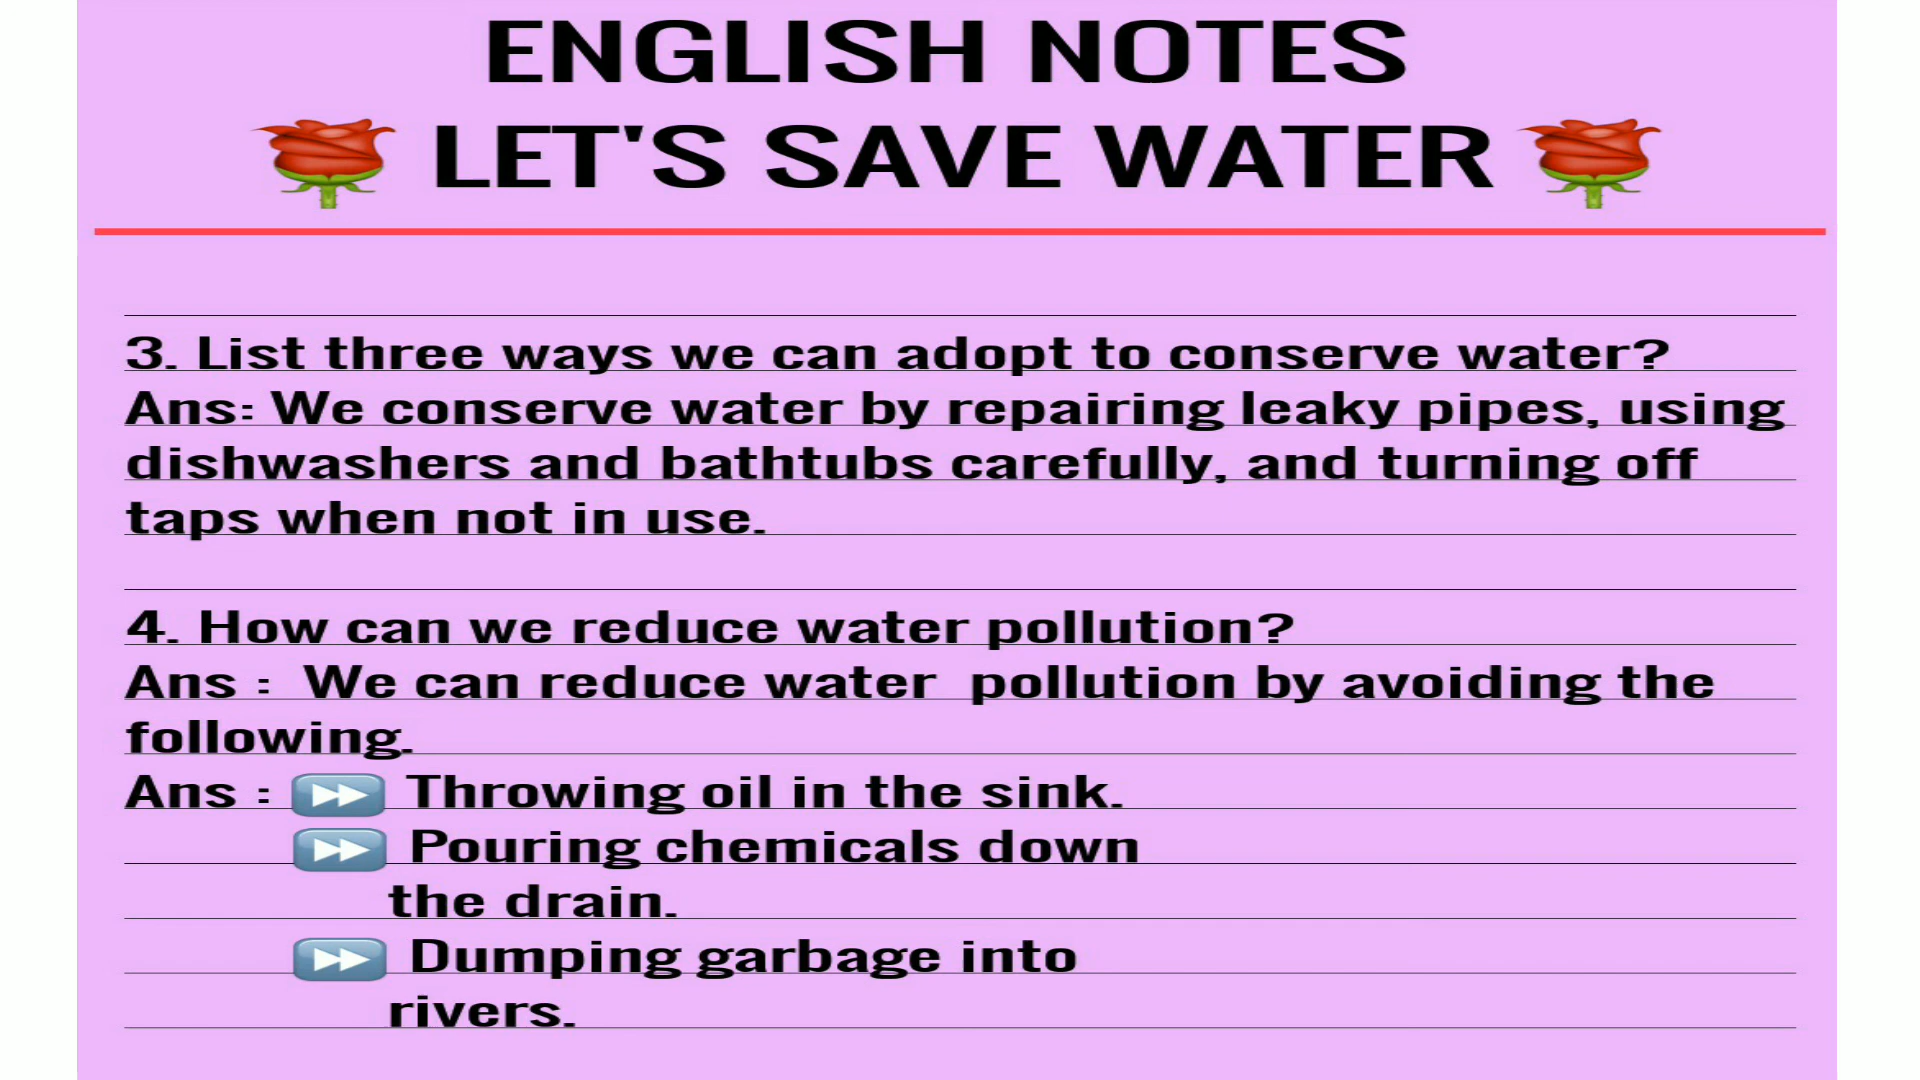 ENGLISH NOTES
🌹 LET'S SAVE WATER 🌹
3. List three ways we can adopt to conserve water?
Ans: We conserve water by repairing leaky pipes, using
dishwashers and bathtubs carefully, and turning off
taps when not in use.
4. How can we reduce water pollution?
Ans :  We can reduce water  pollution by avoiding the
following.
Ans : ⏩ Throwing oil in the sink.
⏩ Pouring chemicals down
the drain.
⏩ Dumping garbage into
rivers.